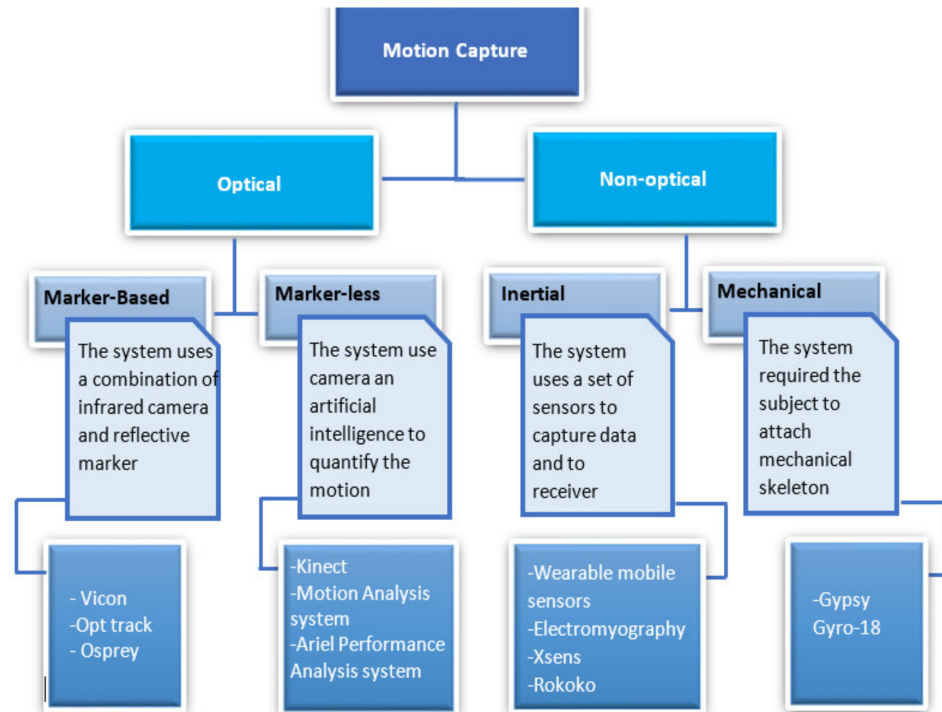 Motion Capture
Optical
Non-optical
Marker-Based
The system uses
a combination of
infrared camera
and reflective
marker
- Vicon
-Opt track
- Osprey
Marker-less
The system use
camera an
artificial
intelligence to
quantify the
motion
-Kinect
-Motion Analysis
system
-Ariel Performance
Analysis system
Inertial
The system
uses a set of
sensors to
capture data
and to
receiver
-Wearable mobile
sensors
-Electromyography
-Xsens
-Rokoko
Mechanical
The system
required the
subject to
attach
mechanical
skeleton
-Gypsy
Gyro-18